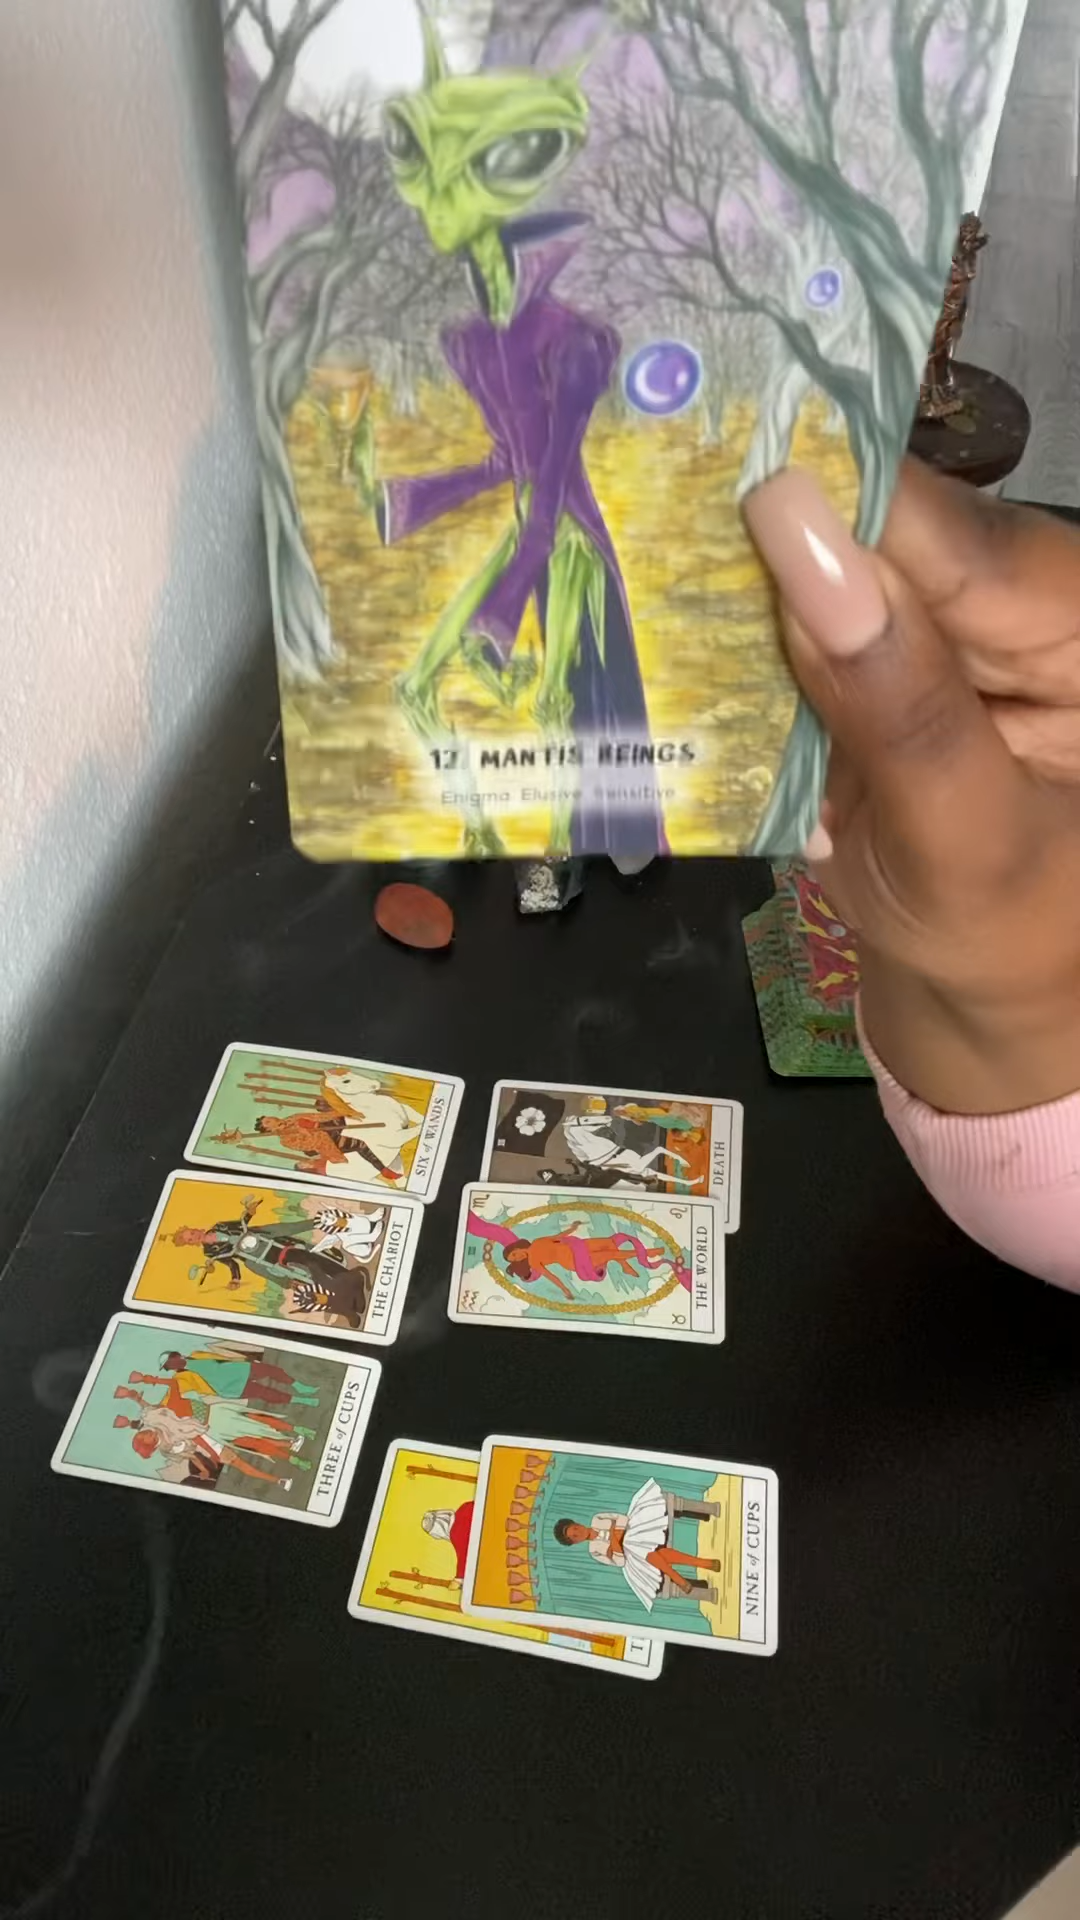 12. MANTIS BEINGS
Enigma Elusive Sensitive
SIX of WANDS
DEATH
THE CHARIOT
THE WORLD
THREE of CUPS
NINE of CUPS